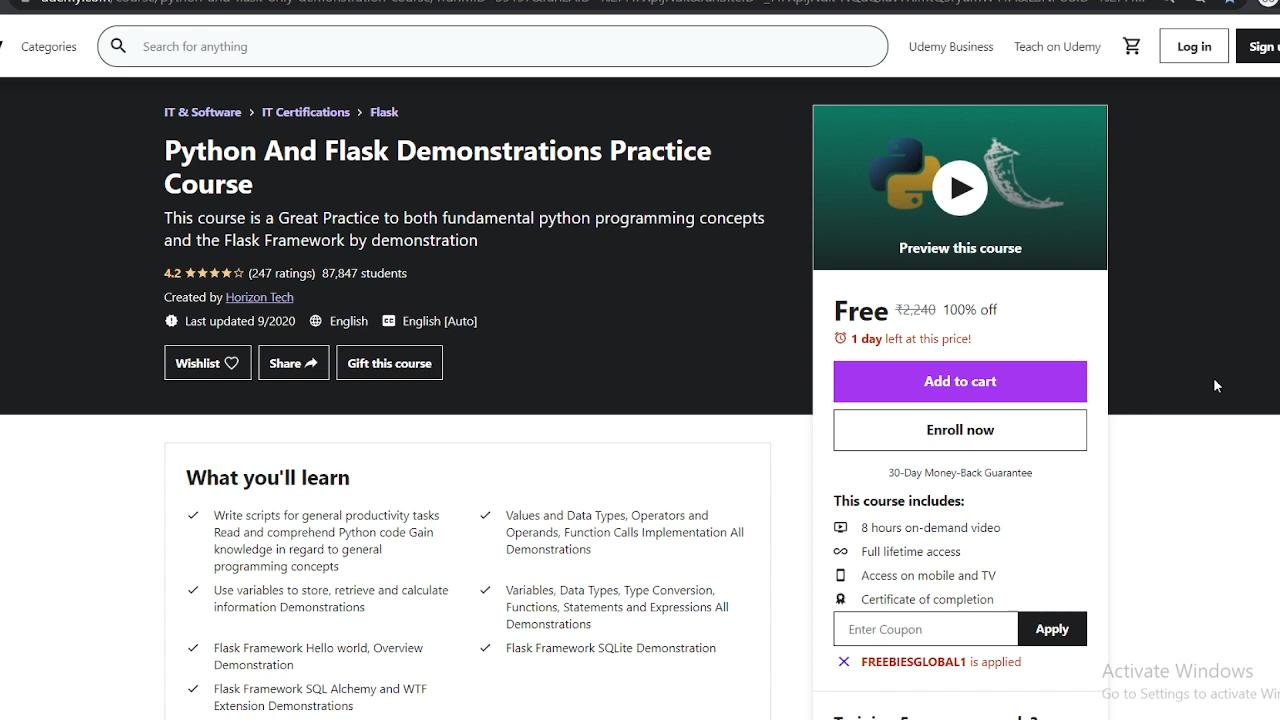 Categories
Search for anything
Udemy Business
Teach on Udemy
Log in
Sign
IT & Software > IT Certifications > Flask
Python And Flask Demonstrations Practice
Course
This course is a Great Practice to both fundamental python programming concepts
and the Flask Framework by demonstration
4.2 (247 ratings) 87,847 students
Created by Horizon Tech
Last updated 9/2020 English English [Auto]
Wishlist
Share
Gift this course
Preview this course
Free ₹2,240 100% off
1 day left at this price!
Add to cart
Enroll now
30-Day Money-Back Guarantee
This course includes:
8 hours on-demand video
Full lifetime access
Access on mobile and TV
Certificate of completion
Enter Coupon
Apply
FREEBIESGLOBAL1 is applied
What you'll learn
Write scripts for general productivity tasks
Read and comprehend Python code Gain
knowledge in regard to general
programming concepts
Values and Data Types, Operators and
Operands, Function Calls Implementation All
Demonstrations
Use variables to store, retrieve and calculate
information Demonstrations
Variables, Data Types, Type Conversion,
Functions, Statements and Expressions All
Demonstrations
Flask Framework Hello world, Overview
Demonstration
Flask Framework SQLite Demonstration
Flask Framework SQL Alchemy and WTF
Extension Demonstrations
Activate Windows
Go to Settings to activate